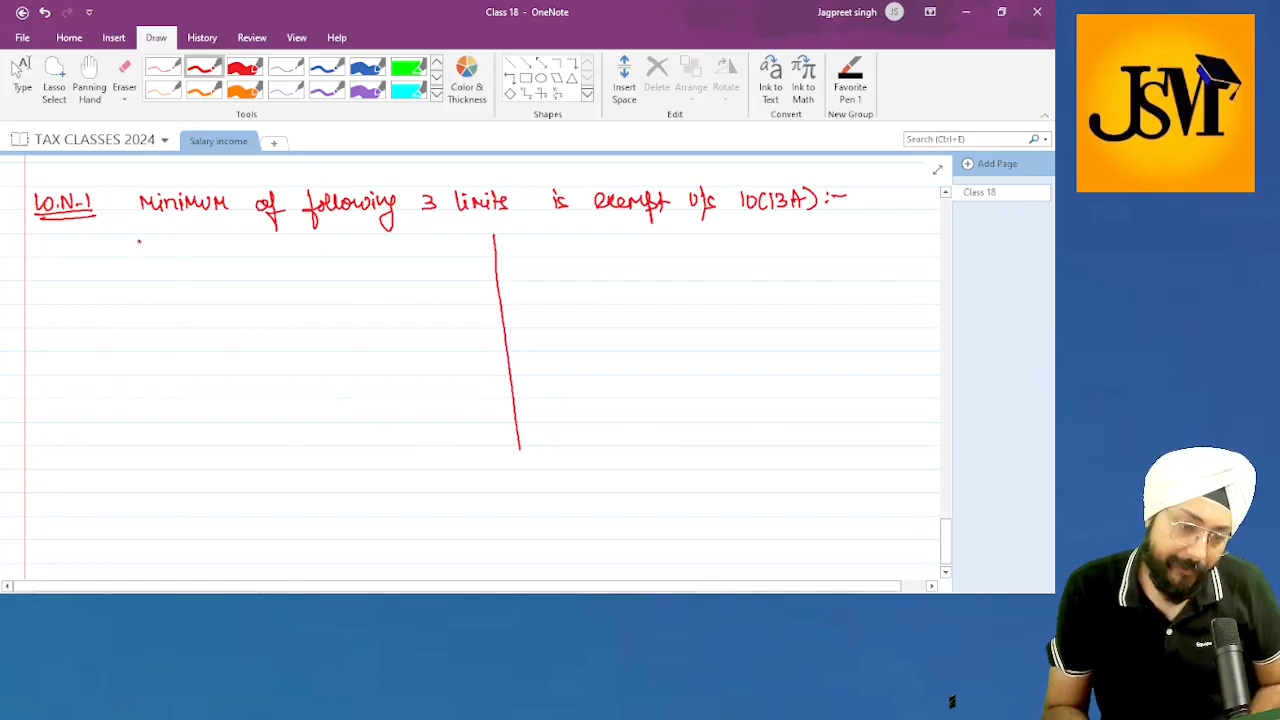 Class 18 - OneNote
Jagpreet singh JS
File Home Insert Draw History Review View Help
Type Lasso Select Panning Hand Eraser Color & Thickness Insert Space Delete Arrange Rotate Ink to Text Ink to Math Favorite Pen 1
Tools Shapes Edit Convert New Group
TAX CLASSES 2024 Salary income Search (Ctrl+E)
Add Page
Class 18
W.N-1 Minimum of following 3 limits is exempt u/s 10(13A) :-
JSM